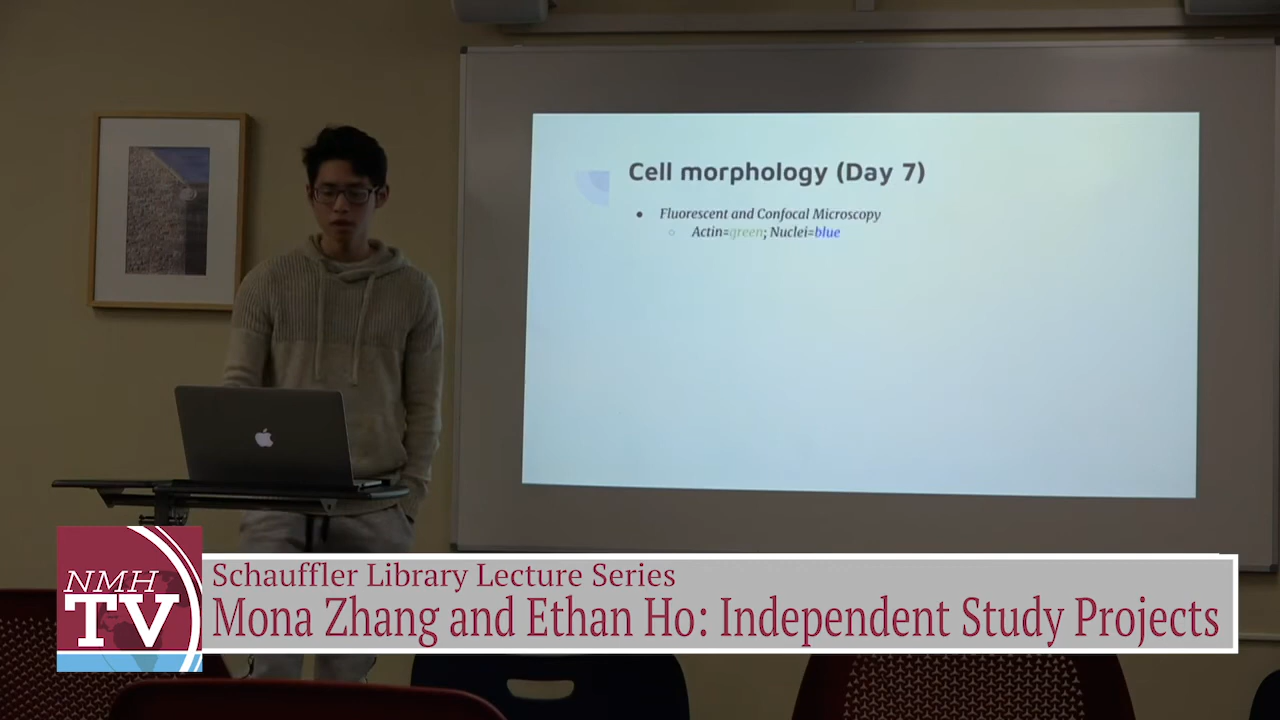 Cell morphology (Day 7)
● Fluorescent and Confocal Microscopy
○ Actin=green; Nuclei=blue
NMH
TV
Schauffler Library Lecture Series
Mona Zhang and Ethan Ho: Independent Study Projects